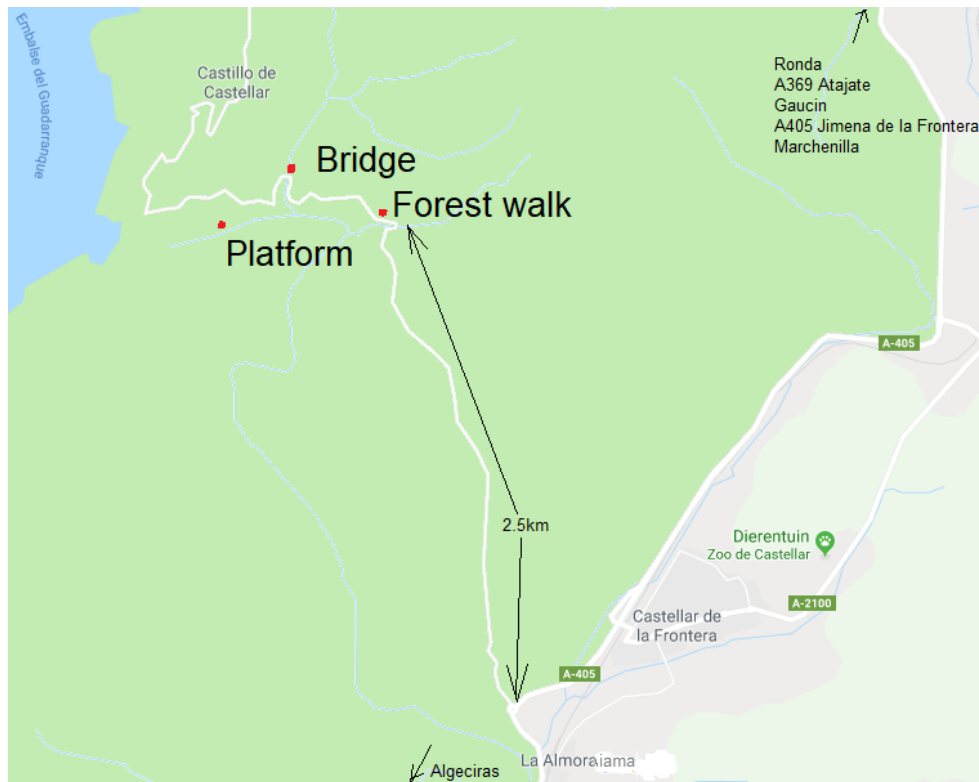 Embalse del Guadarranque
Castillo de
Castellar
Ronda
A369 Atajate
Gaucin
A405 Jimena de la Frontera
Marchenilla
Bridge
Forest walk
Platform
A-405
2.5km
Dierentuin
Zoo de Castellar
A-2100
Castellar de
la Frontera
A-405
La Almoraiama
Algeciras